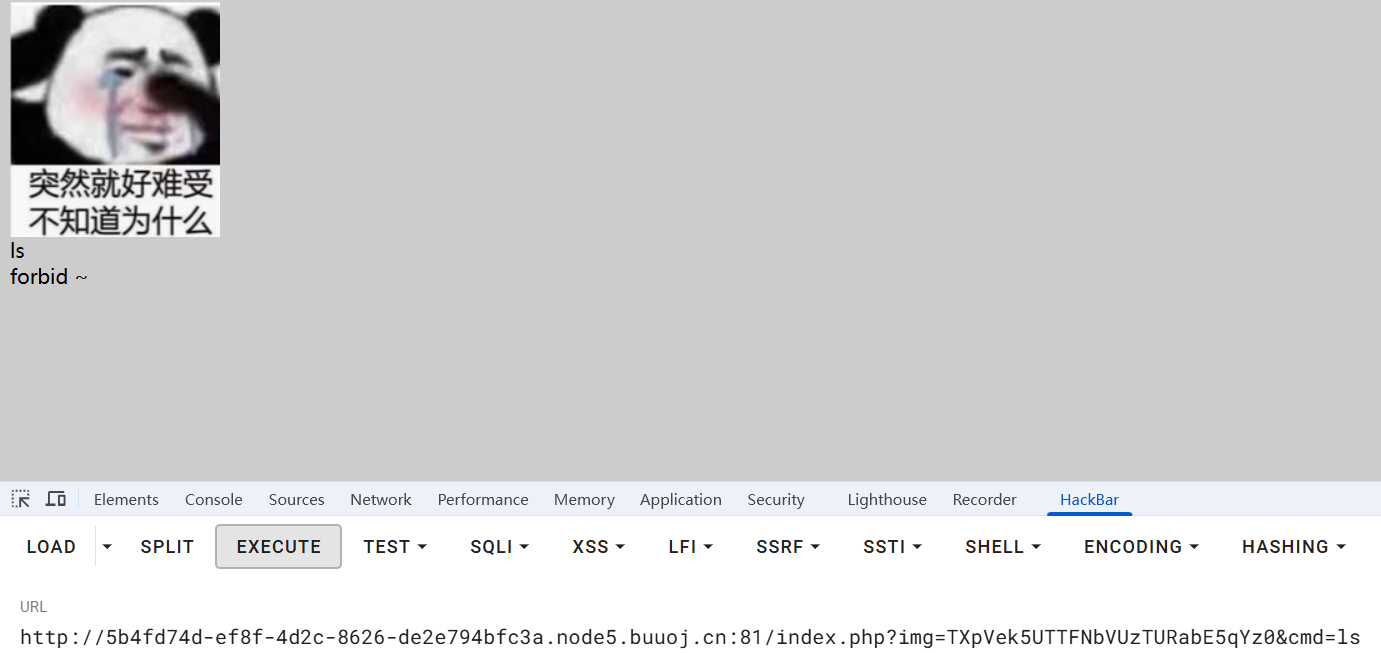 突然就好难受
不知道为什么
ls
forbid ~
Elements Console Sources Network Performance Memory Application Security Lighthouse Recorder HackBar
LOAD SPLIT EXECUTE TEST SQLI XSS LFI SSRF SSTI SHELL ENCODING HASHING
URL
http://5b4fd74d-ef8f-4d2c-8626-de2e794bfc3a.node5.buuoj.cn:81/index.php?img=TXpVek5UTTFNbVUzTURabE5qYz0&cmd=ls